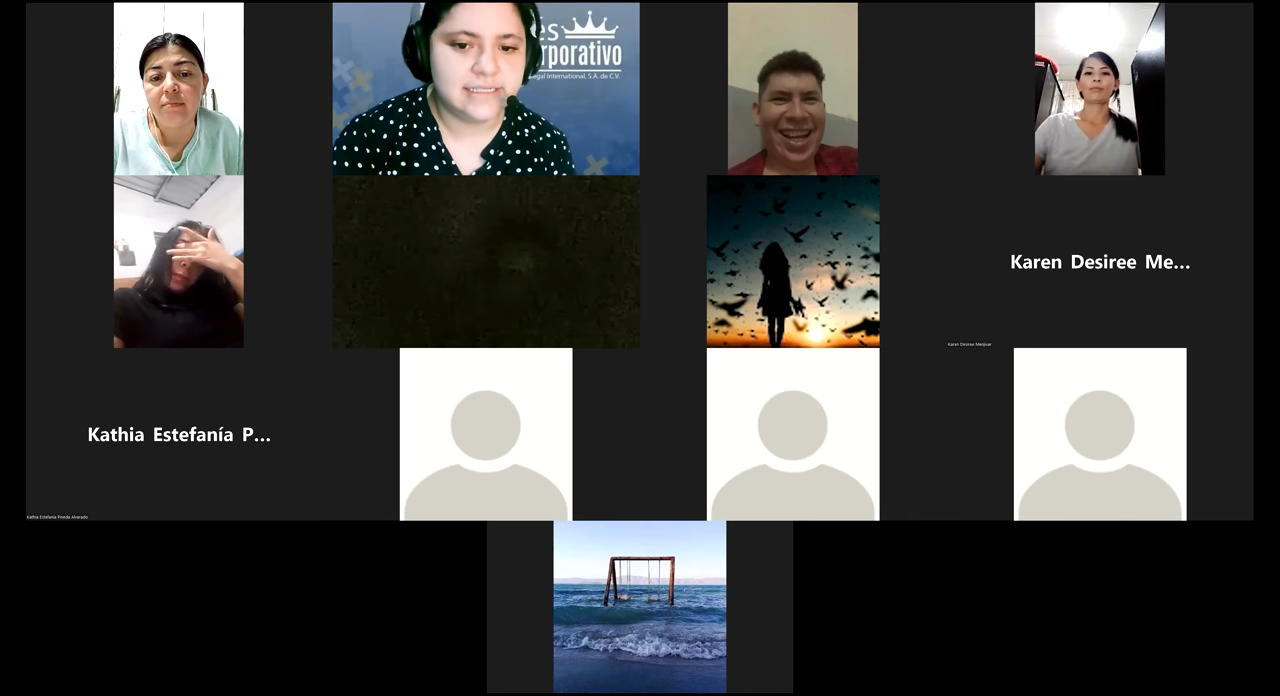 es
rporativo
egal International, S.A. de C.V.
Karen Desiree Me...
Karen Desiree Menjivar
Kathia Estefanía P...
Kathia Estefanía Pineda Alvarado